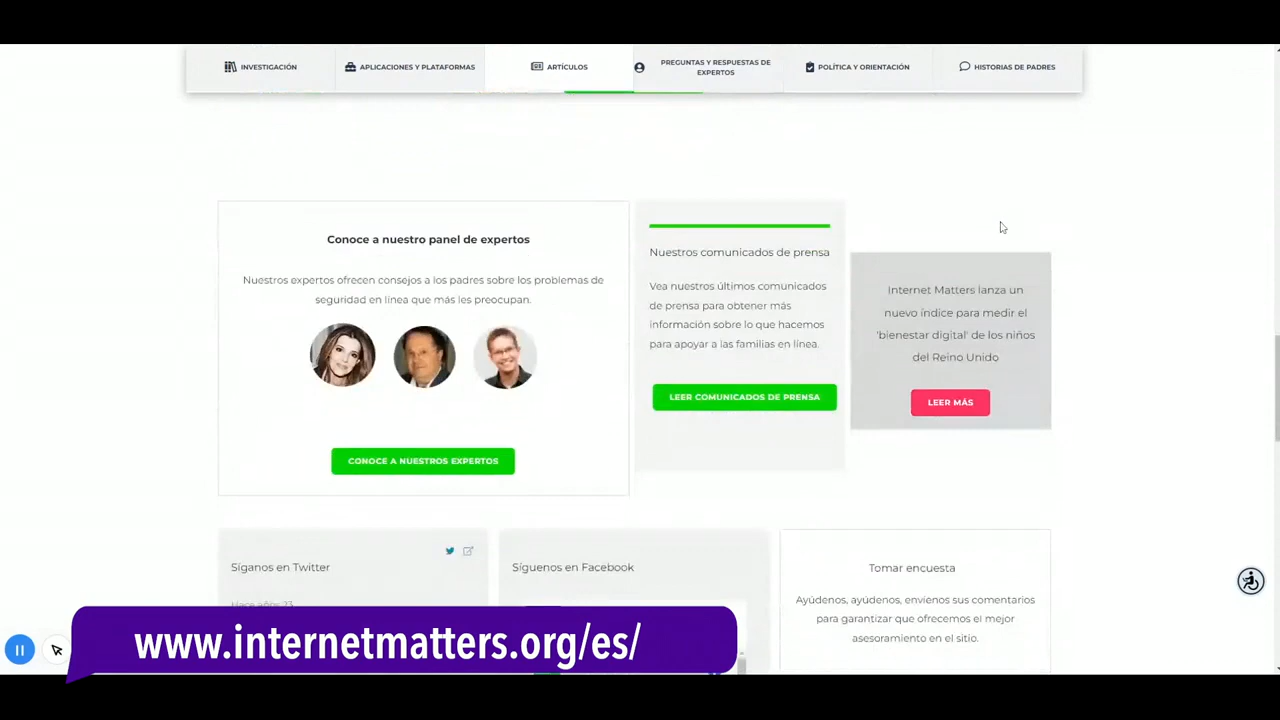 INVESTIGACIÓN
APLICACIONES Y PLATAFORMAS
ARTÍCULOS
PREGUNTAS Y RESPUESTAS DE
EXPERTOS
POLÍTICA Y ORIENTACIÓN
HISTORIAS DE PADRES
Conoce a nuestro panel de expertos
Nuestros expertos ofrecen consejos a los padres sobre los problemas de
seguridad en línea que más les preocupan.
CONOCE A NUESTROS EXPERTOS
Nuestros comunicados de prensa
Vea nuestros últimos comunicados
de prensa para obtener más
información sobre lo que hacemos
para apoyar a las familias en línea.
LEER COMUNICADOS DE PRENSA
Internet Matters lanza un
nuevo índice para medir el
'bienestar digital' de los niños
del Reino Unido
LEER MÁS
Síganos en Twitter
Hace años 23
Síguenos en Facebook
Tomar encuesta
Ayúdenos, ayúdenos, envíenos sus comentarios
para garantizar que ofrecemos el mejor
asesoramiento en el sitio.
www.internetmatters.org/es/